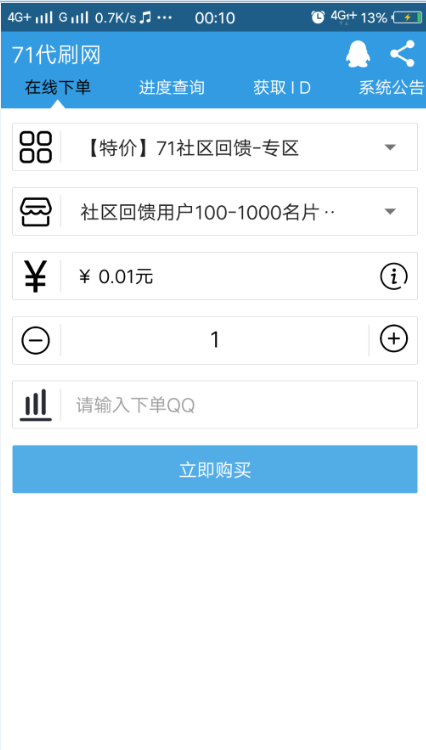 4G+ G 0.7K/s 00:10 4G+ 13%
71代刷网
在线下单 进度查询 获取ID 系统公告
【特价】71社区回馈-专区
社区回馈用户100-1000名片··
¥ ¥ 0.01元
1
请输入下单QQ
立即购买